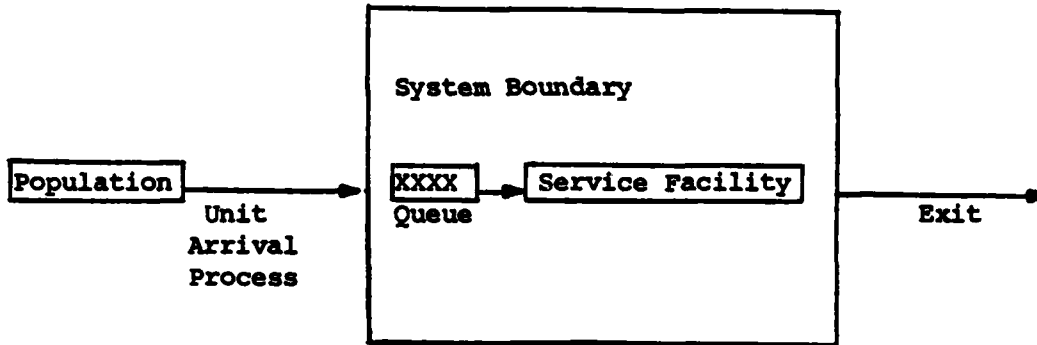 System Boundary
Population
XXXX
Service Facility
Unit
Arrival
Process
Queue
Exit